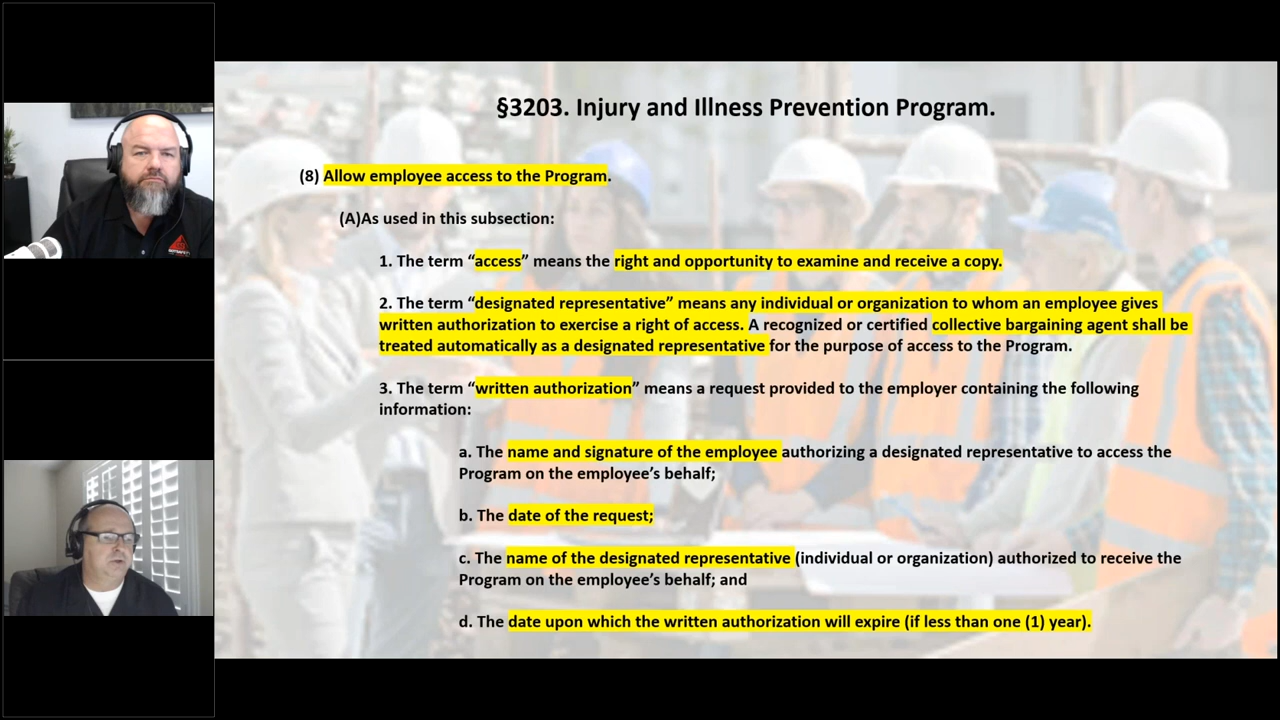 §3203. Injury and Illness Prevention Program.
(8) Allow employee access to the Program.
(A)As used in this subsection:
1. The term “access” means the right and opportunity to examine and receive a copy.
2. The term “designated representative” means any individual or organization to whom an employee gives
written authorization to exercise a right of access. A recognized or certified collective bargaining agent shall be
treated automatically as a designated representative for the purpose of access to the Program.
3. The term “written authorization” means a request provided to the employer containing the following
information:
a. The name and signature of the employee authorizing a designated representative to access the
Program on the employee’s behalf;
b. The date of the request;
c. The name of the designated representative (individual or organization) authorized to receive the
Program on the employee’s behalf; and
d. The date upon which the written authorization will expire (if less than one (1) year).